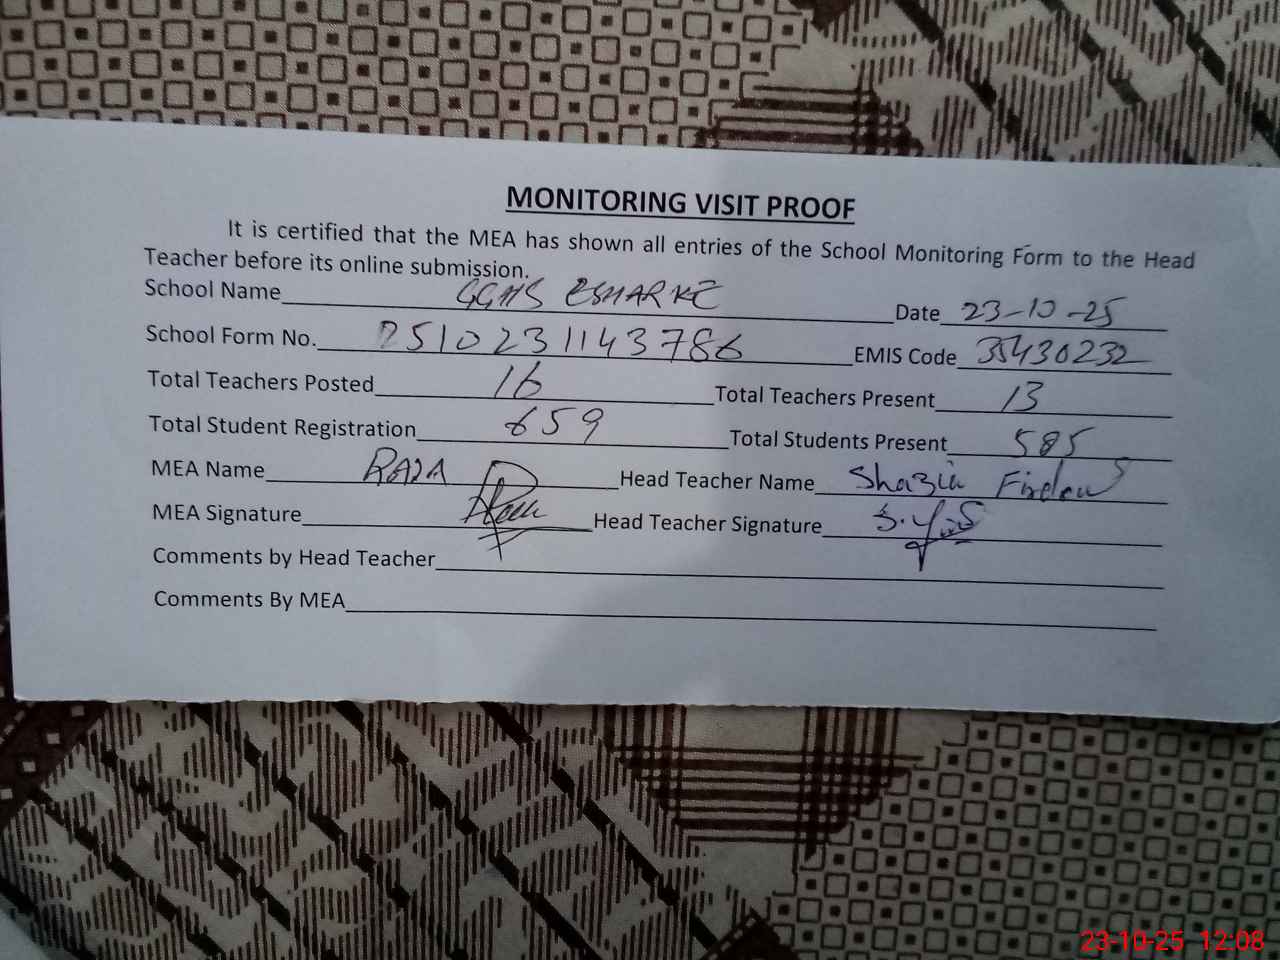 MONITORING VISIT PROOF
It is certified that the MEA has shown all entries of the School Monitoring Form to the Head
Teacher before its online submission.
School Name GGHS ESHARKE Date 23-10-25
School Form No. 2510231143786 EMIS Code 35430232
Total Teachers Posted 16 Total Teachers Present 13
Total Student Registration 659 Total Students Present 585
MEA Name RAZA Head Teacher Name Shazia Firdous
MEA Signature Head Teacher Signature
Comments by Head Teacher
Comments By MEA
23-10-25 12:08